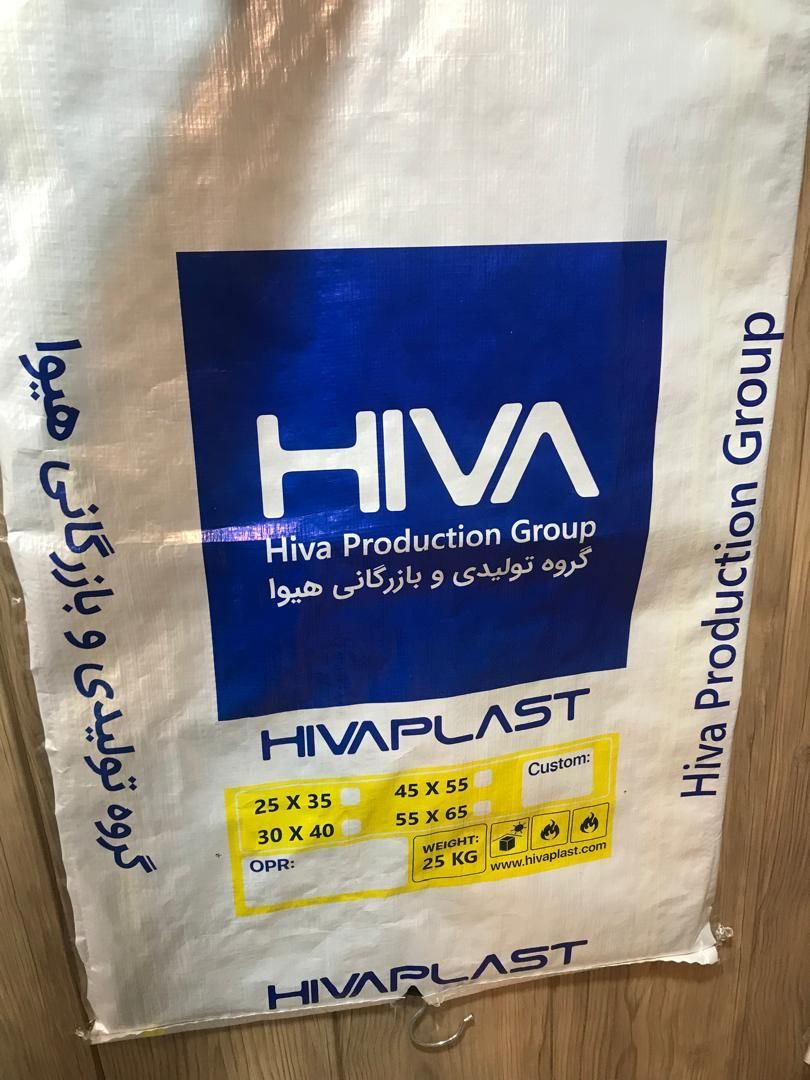 HIVA
Hiva Production Group
گروه تولیدی و بازرگانی هیوا
گروه تولیدی و بازرگانی هیوا
Hiva Production Group
HIVAPLAST
25 X 35
45 X 55
Custom:
30 X 40
55 X 65
OPR:
WEIGHT:
25 KG
www.hivaplast.com
HIVAPLAST